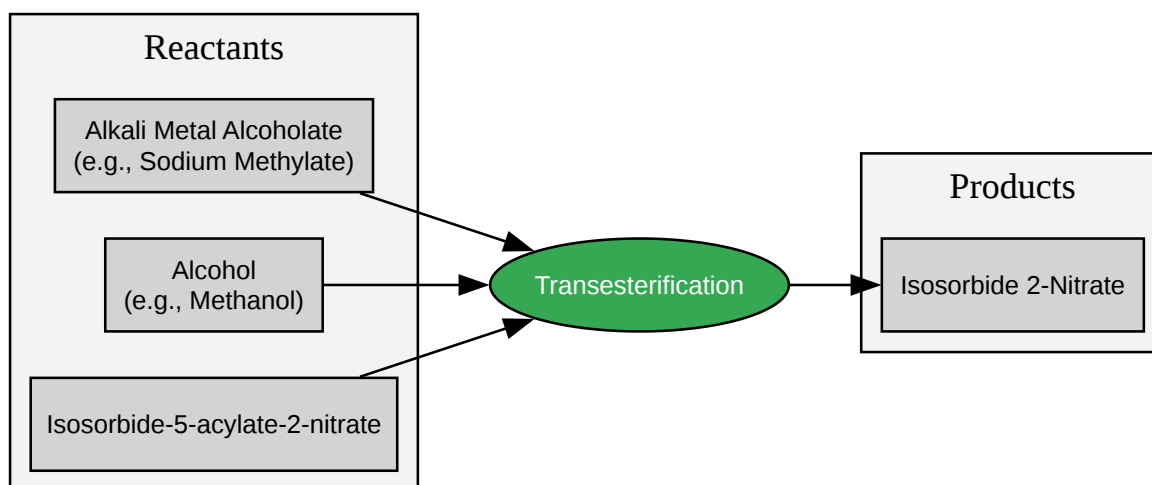 Reactants
Alkali Metal Alcoholate
(e.g., Sodium Methylate)
Alcohol
(e.g., Methanol)
Isosorbide-5-acylate-2-nitrate
Transesterification
Products
Isosorbide 2-Nitrate